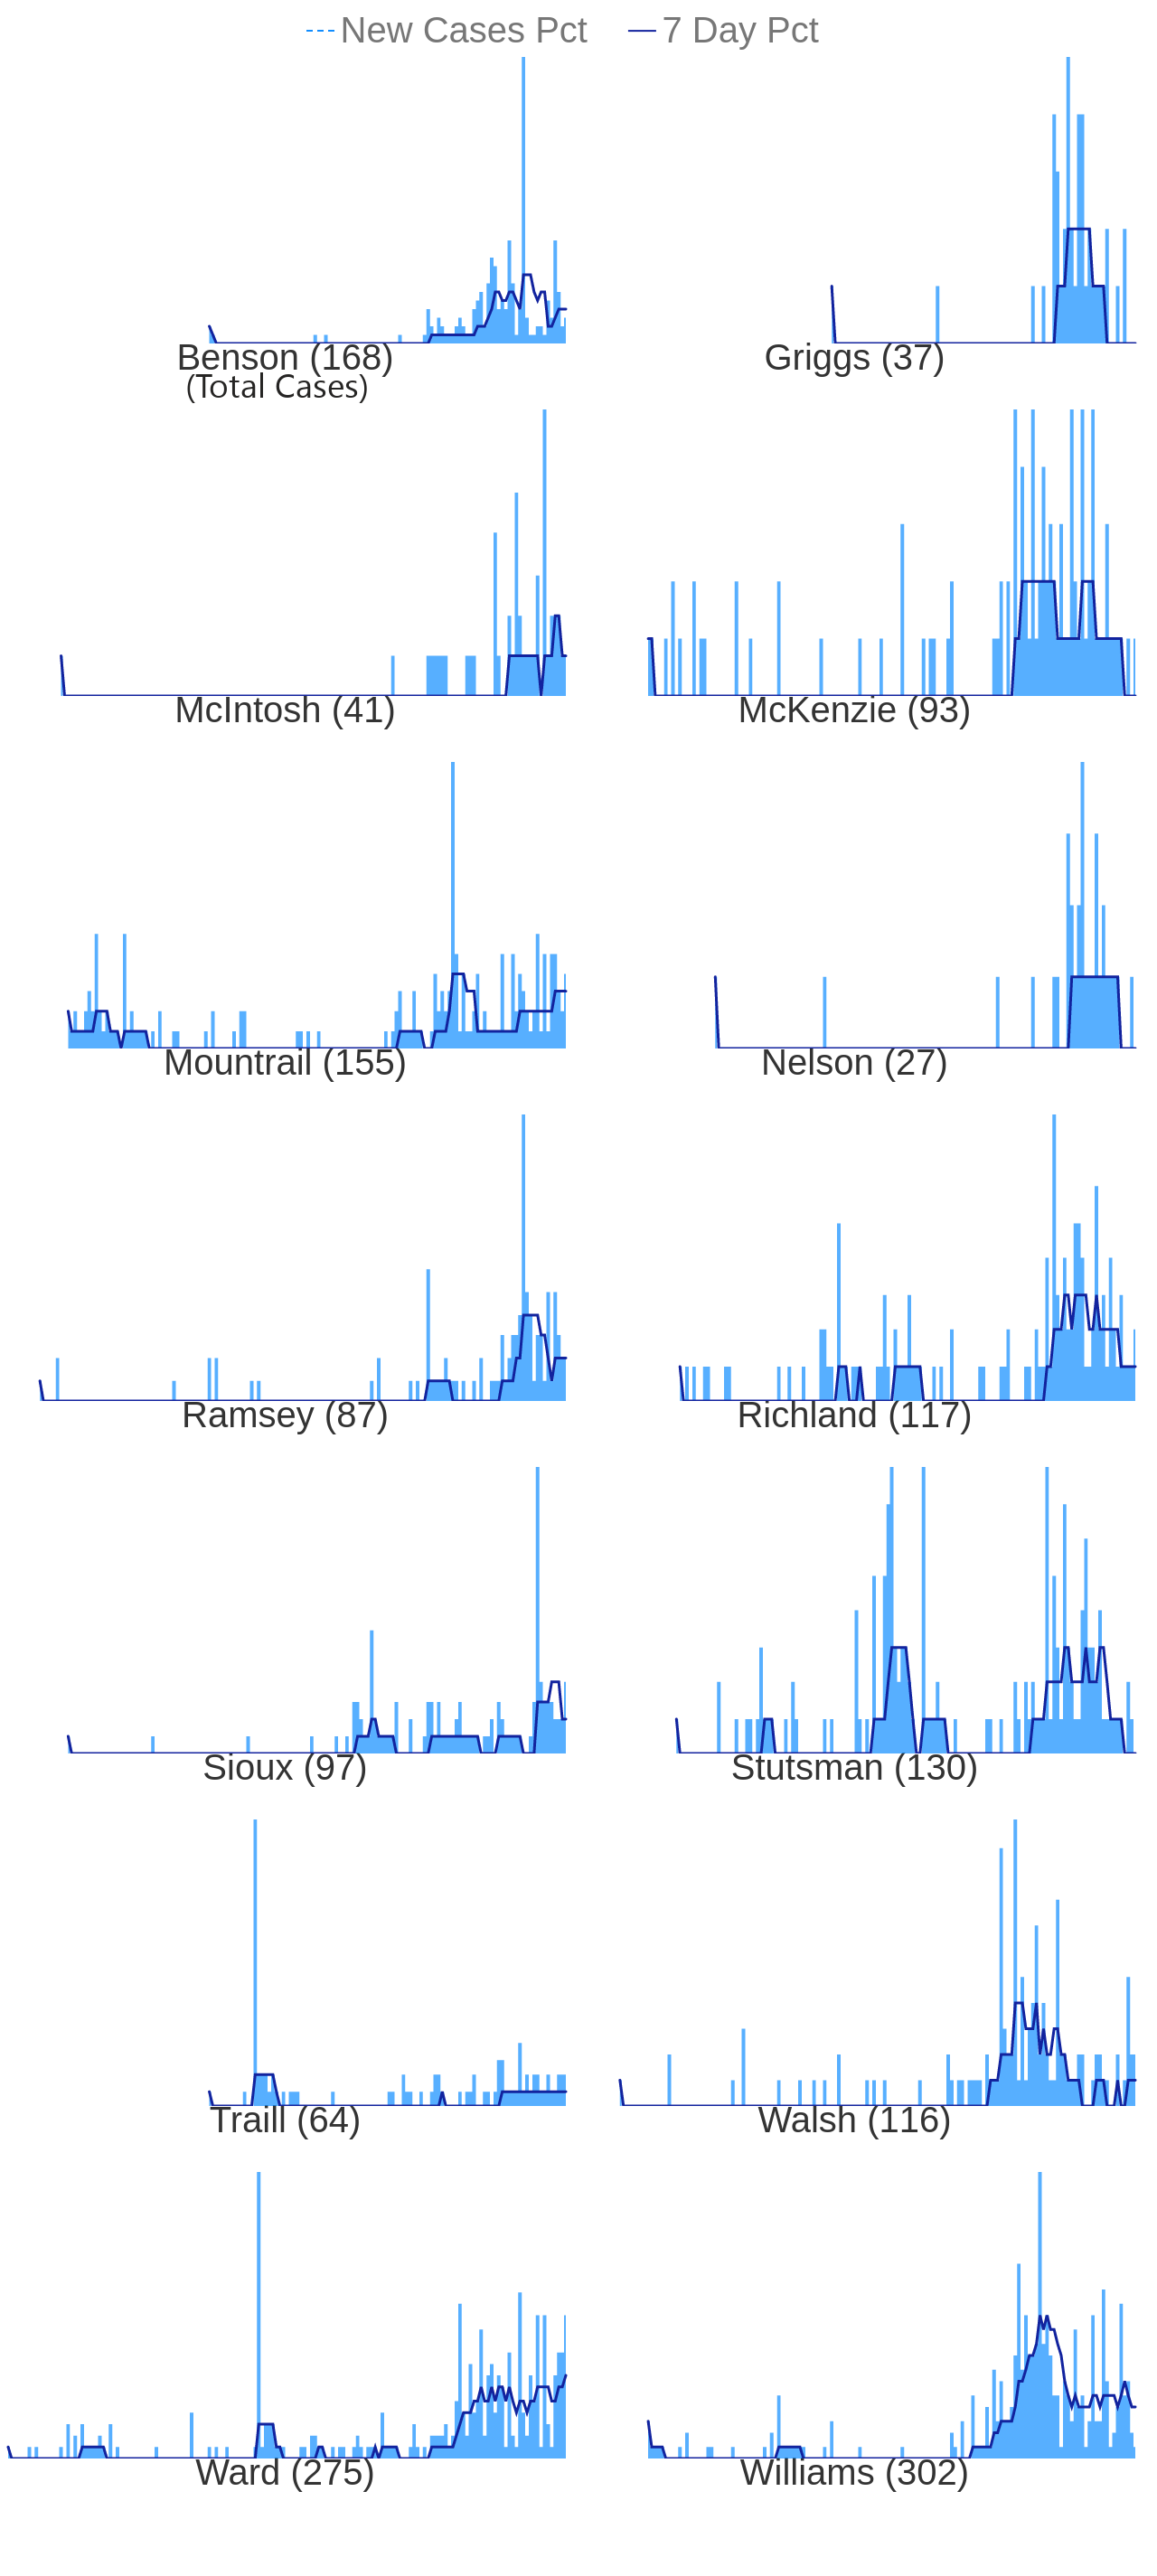 New Cases Pct 7 Day Pct
Benson (168) Griggs (37)
(Total Cases)
McIntosh (41) McKenzie (93)
Mountrail (155) Nelson (27)
Ramsey (87) Richland (117)
Sioux (97) Stutsman (130)
Traill (64) Walsh (116)
Ward (275) Williams (302)